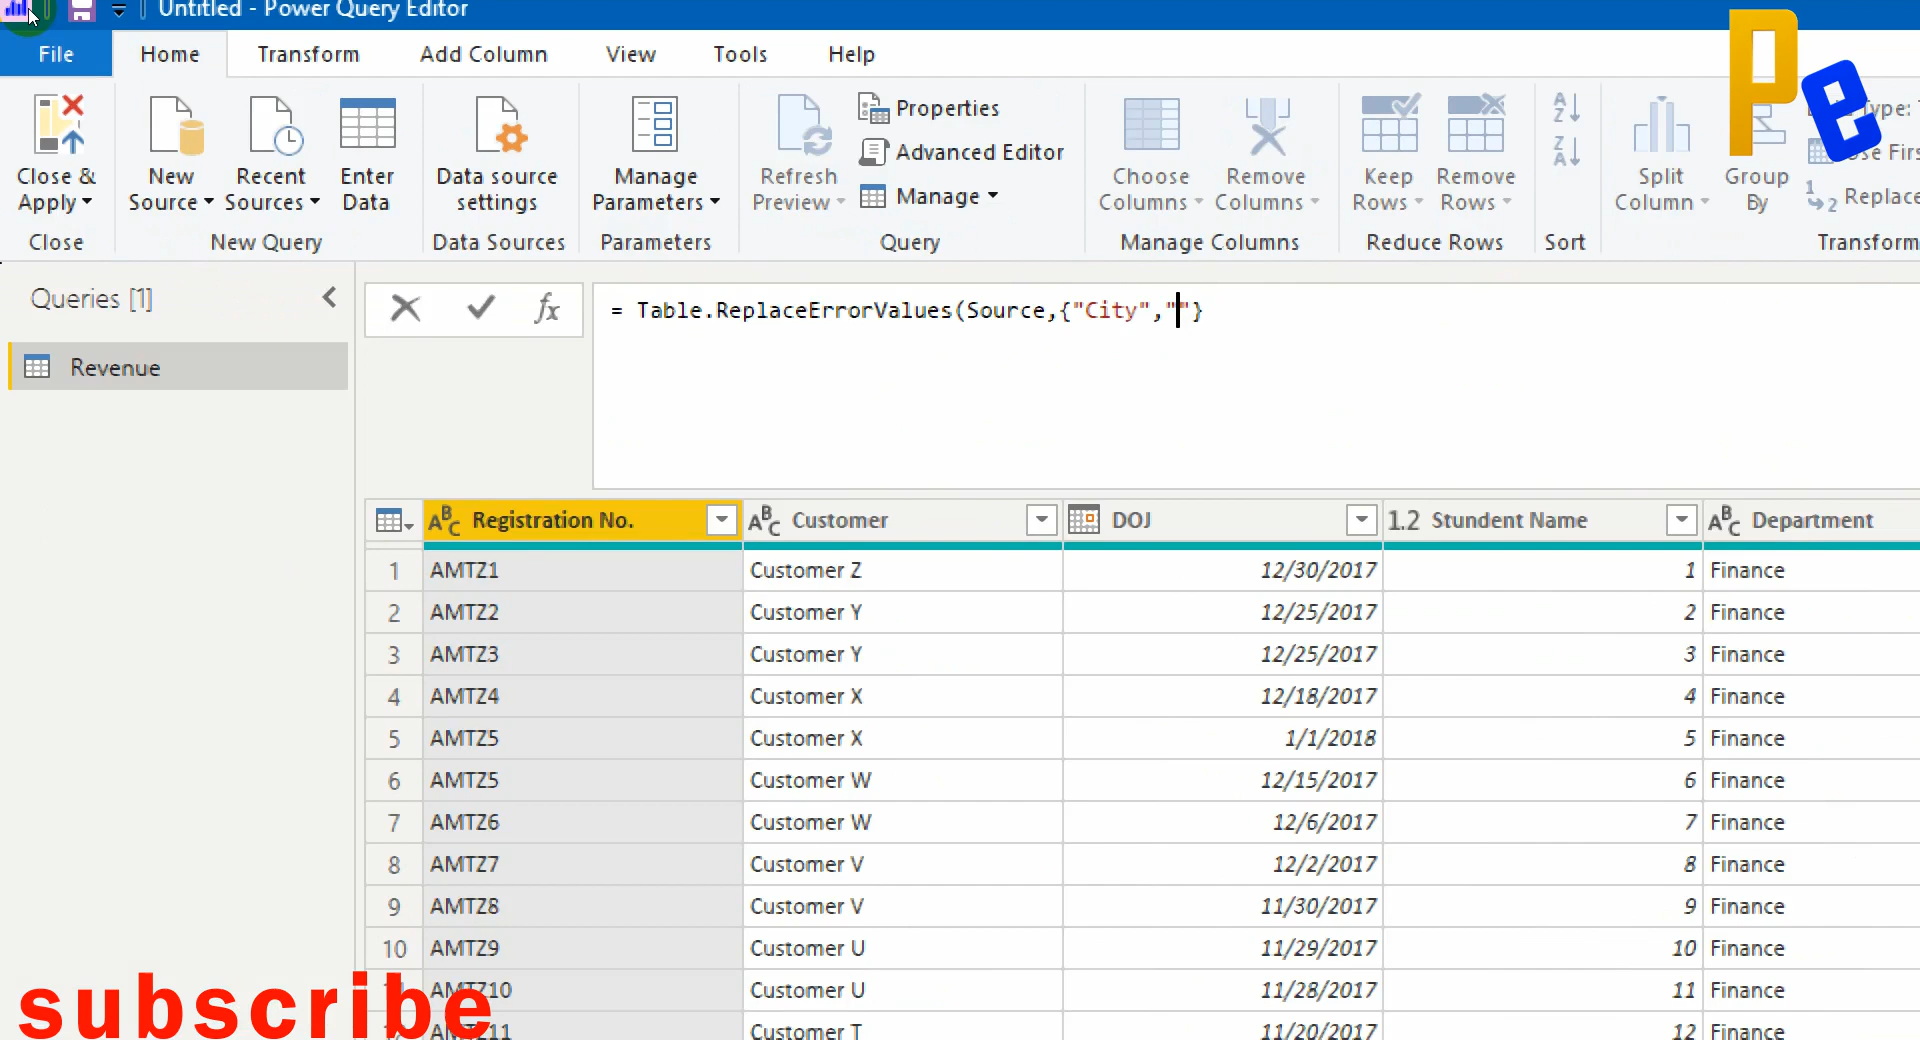 Untitled - Power Query Editor
File Home Transform Add Column View Tools Help
Close & Apply
New Source
Recent Sources
Enter Data
Data source settings
Manage Parameters
Refresh Preview
Properties
Advanced Editor
Manage
Choose Columns
Remove Columns
Keep Rows
Remove Rows
Split Column
Group By
Close
New Query
Data Sources
Parameters
Query
Manage Columns
Reduce Rows
Sort
Pe
Queries [1]
Revenue
fx
= Table.ReplaceErrorValues(Source,{"City",""}
ABC Registration No. ABC Customer DOJ 1.2 Stundent Name ABC Department
1 AMTZ1 Customer Z 12/30/2017 1 Finance
2 AMTZ2 Customer Y 12/25/2017 2 Finance
3 AMTZ3 Customer Y 12/25/2017 3 Finance
4 AMTZ4 Customer X 12/18/2017 4 Finance
5 AMTZ5 Customer X 1/1/2018 5 Finance
6 AMTZ5 Customer W 12/15/2017 6 Finance
7 AMTZ6 Customer W 12/6/2017 7 Finance
8 AMTZ7 Customer V 12/2/2017 8 Finance
9 AMTZ8 Customer V 11/30/2017 9 Finance
10 AMTZ9 Customer U 11/29/2017 10 Finance
AMTZ10 Customer U 11/28/2017 11 Finance
AMTZ11 Customer T 11/20/2017 12 Finance
subscribe